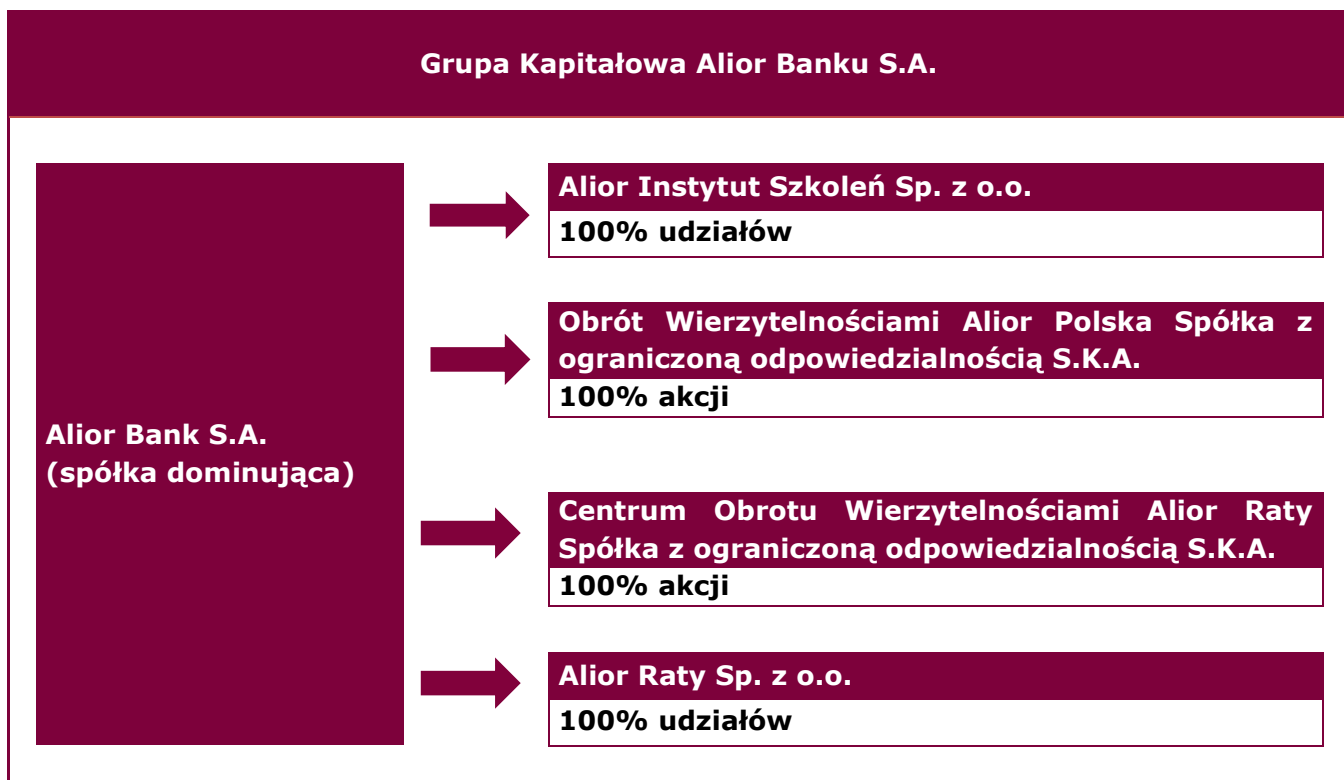 Grupa Kapitałowa Alior Banku S.A.
Alior Bank S.A.
(spółka dominująca)
Alior Instytut Szkoleń Sp. z o.o.
100% udziałów
Obrót Wierzytelnościami Alior Polska Spółka z
ograniczoną odpowiedzialnością S.K.A.
100% akcji
Centrum Obrotu Wierzytelnościami Alior Raty
Spółka z ograniczoną odpowiedzialnością S.K.A.
100% akcji
Alior Raty Sp. z o.o.
100% udziałów